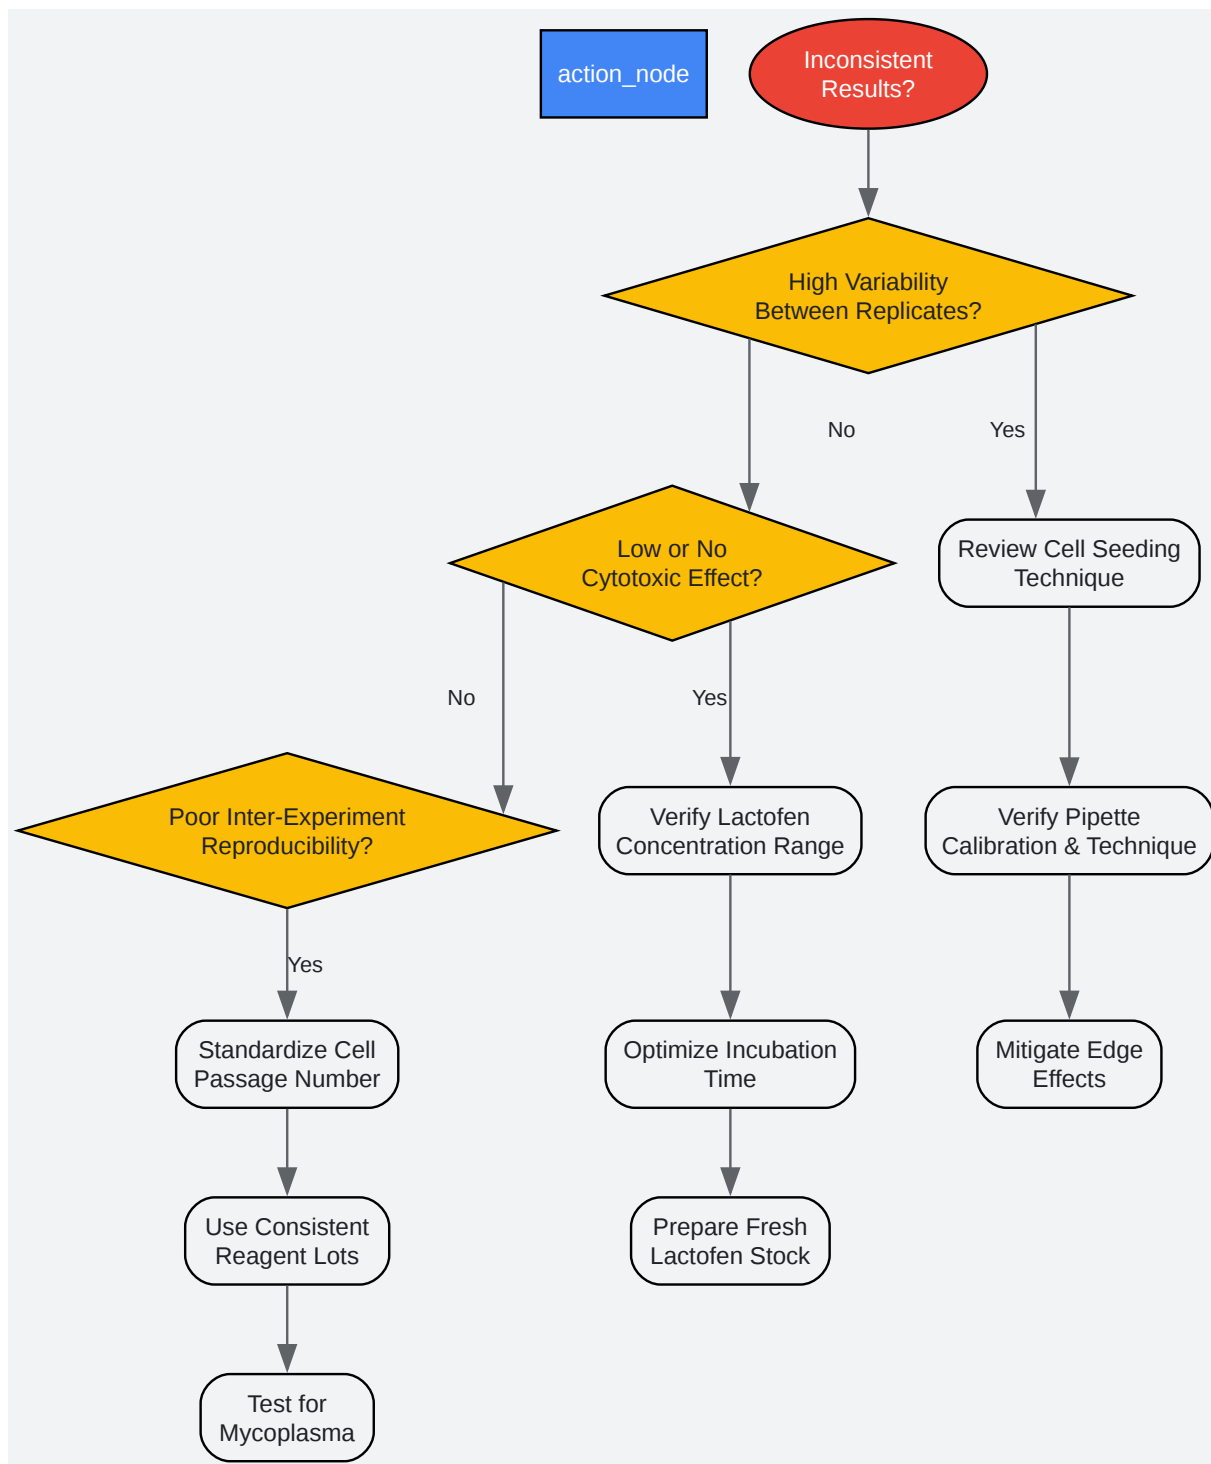 action_node
Inconsistent
Results?
High Variability
Between Replicates?
No
Yes
Low or No
Cytotoxic Effect?
Review Cell Seeding
Technique
No
Yes
Poor Inter-Experiment
Reproducibility?
Verify Lactofen
Concentration Range
Verify Pipette
Calibration & Technique
Yes
Standardize Cell
Passage Number
Optimize Incubation
Time
Mitigate Edge
Effects
Use Consistent
Reagent Lots
Prepare Fresh
Lactofen Stock
Test for
Mycoplasma